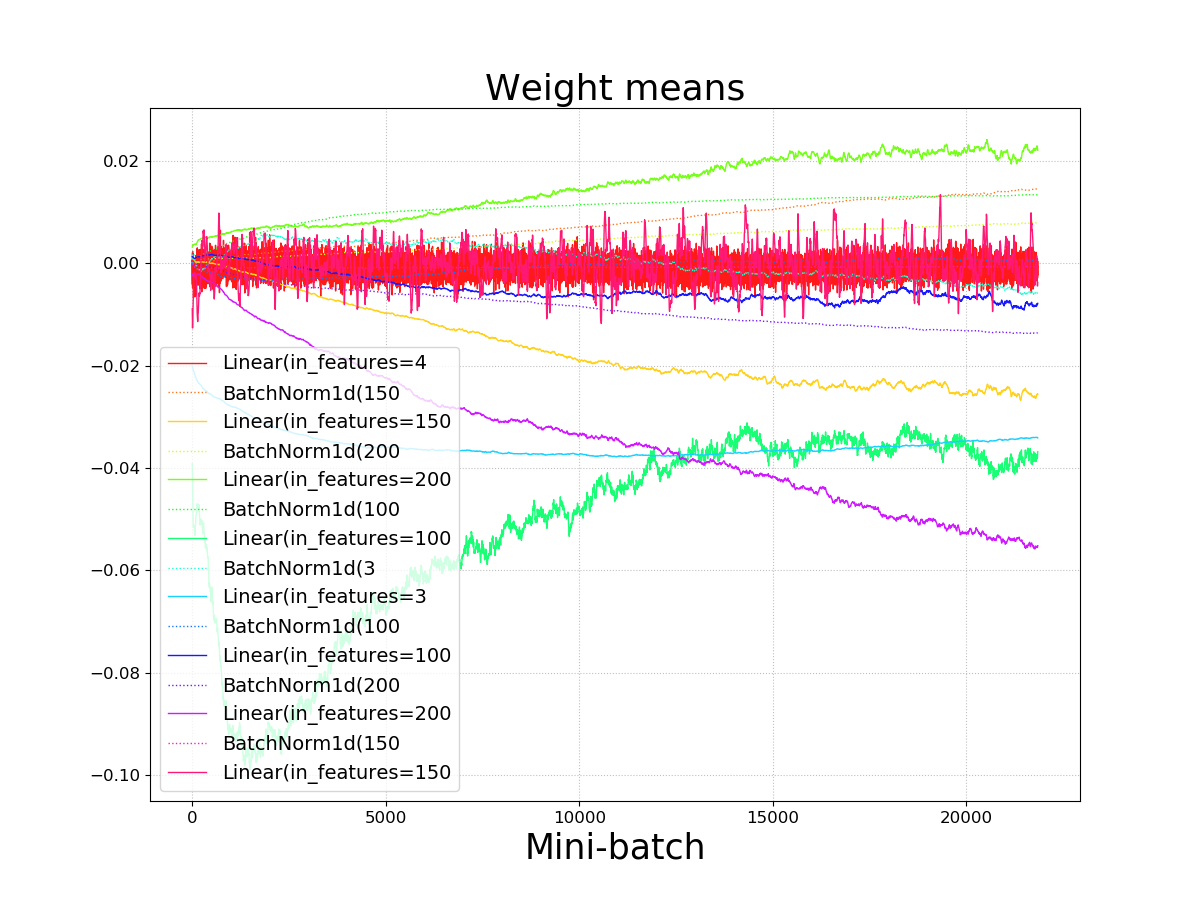 Weight means
0.02
0.00
−0.02
−0.04
−0.06
−0.08
−0.10
Linear(in_features=4
BatchNorm1d(150
Linear(in_features=150
BatchNorm1d(200
Linear(in_features=200
BatchNorm1d(100
Linear(in_features=100
BatchNorm1d(3
Linear(in_features=3
BatchNorm1d(100
Linear(in_features=100
BatchNorm1d(200
Linear(in_features=200
BatchNorm1d(150
Linear(in_features=150
0 5000 10000 15000 20000
Mini-batch